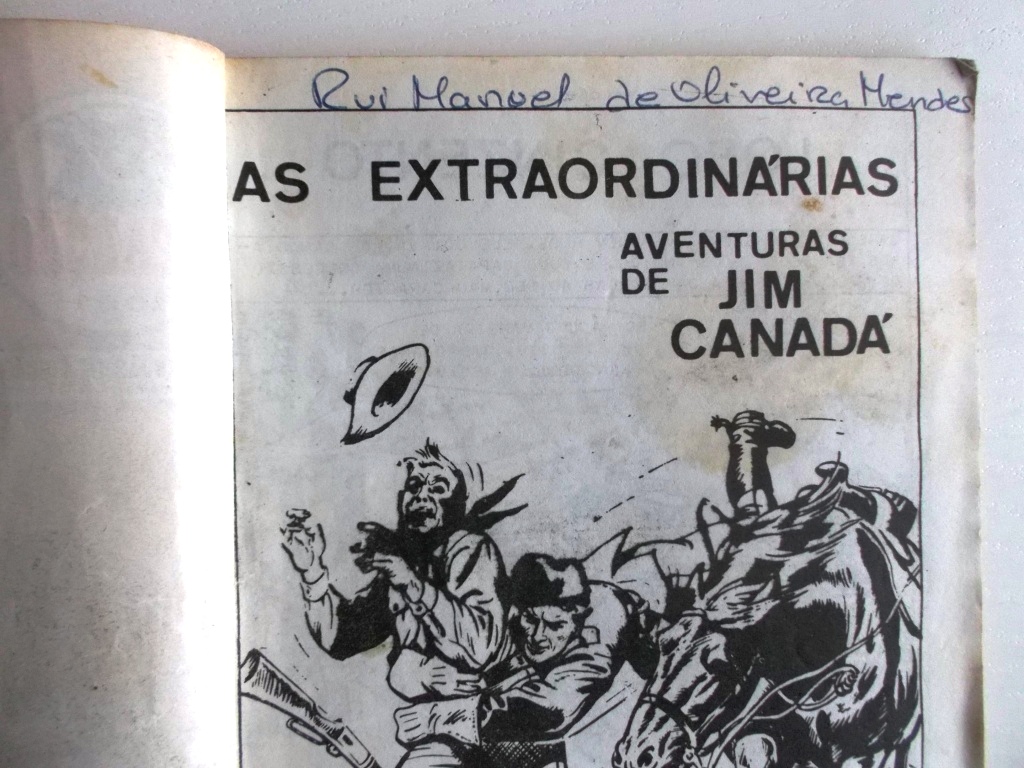 Rui Manuel de Oliveira Mendes
AS EXTRAORDINÁRIAS
AVENTURAS
DE JIM
CANADÁ